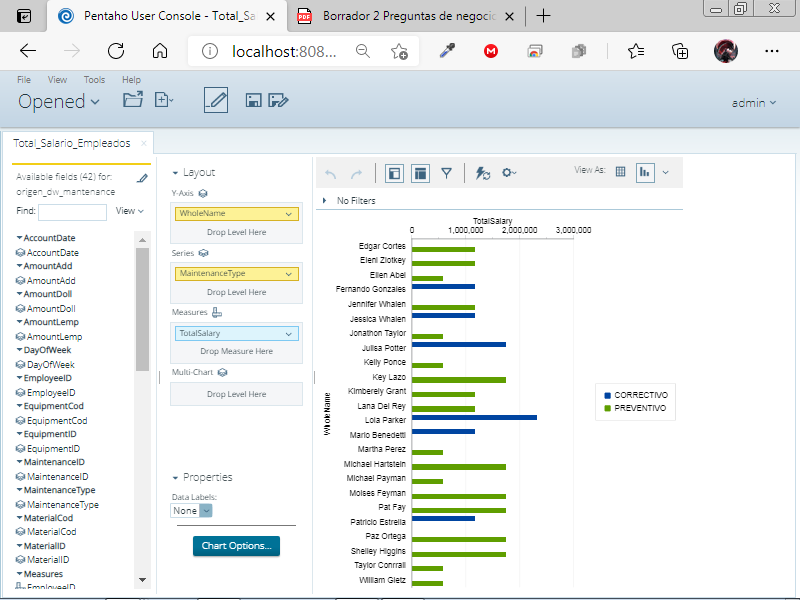 Pentaho User Console - Total_Sa
Borrador 2 Preguntas de negocio
localhost:808...
File View Tools Help
Opened
admin
Total_Salario_Empleados
Available fields (42) for:
origen_dw_mantenance
Find:
View
AccountDate
AccountDate
AmountAdd
AmountAdd
AmountDoll
AmountDoll
AmountLemp
AmountLemp
DayOfWeek
DayOfWeek
EmployeeID
EmployeeID
EquipmentCod
EquipmentCod
EquipmentID
EquipmentID
MaintenanceID
MaintenanceID
MaintenanceType
MaintenanceType
MaterialCod
MaterialCod
MaterialID
MaterialID
Measures
EmployeeID
Layout
Y-Axis
WholeName
Drop Level Here
Series
MaintenanceType
Drop Level Here
Measures
TotalSalary
Drop Measure Here
Multi-Chart
Drop Level Here
Properties
Data Labels:
None
Chart Options...
View As:
No Filters
TotalSalary
0 1,000,000 2,000,000 3,000,000
WholeName
Edgar Cortes
Eleni Zlotkey
Ellen Abel
Fernando Gonzales
Jennifer Whalen
Jessica Whalen
Jonathon Taylor
Julisa Potter
Kelly Ponce
Key Lazo
Kimberely Grant
Lana Del Rey
Lola Parker
Mario Benedetti
Martha Perez
Michael Hartstein
Michael Payman
Moises Feyman
Pat Fay
Patricio Estrella
Paz Ortega
Shelley Higgins
Taylor Conrrall
William Gietz
CORRECTIVO
PREVENTIVO